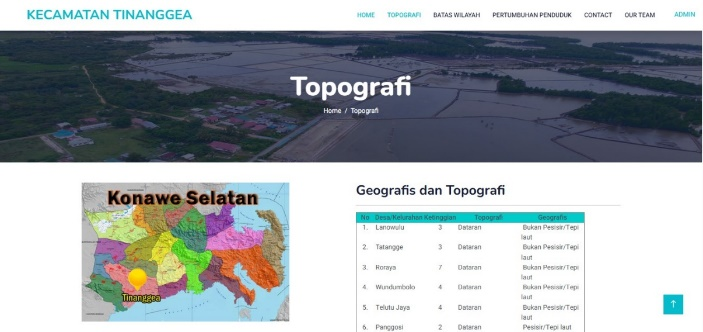 KECAMATAN TINANGGEA
HOME TOPOGRAFI BATAS WILAYAH PERTUMBUHAN PENDUDUK CONTACT OUR TEAM ADMIN
Topografi
Home / Topografi
Konawe Selatan
Tinanggea
Geografis dan Topografi
No Desa/Kelurahan Ketinggian Topografi Geografis
1. Lanowulu 3 Dataran Bukan Pesisir/Tepi
laut
2. Tatangge 3 Dataran Bukan Pesisir/Tepi
laut
3. Roraya 7 Dataran Bukan Pesisir/Tepi
laut
4. Wundumbolo 4 Dataran Bukan Pesisir/Tepi
laut
5. Telutu Jaya 4 Dataran Bukan Pesisir/Tepi
laut
6. Panggosi 2 Dataran Pesisir/Tepi laut